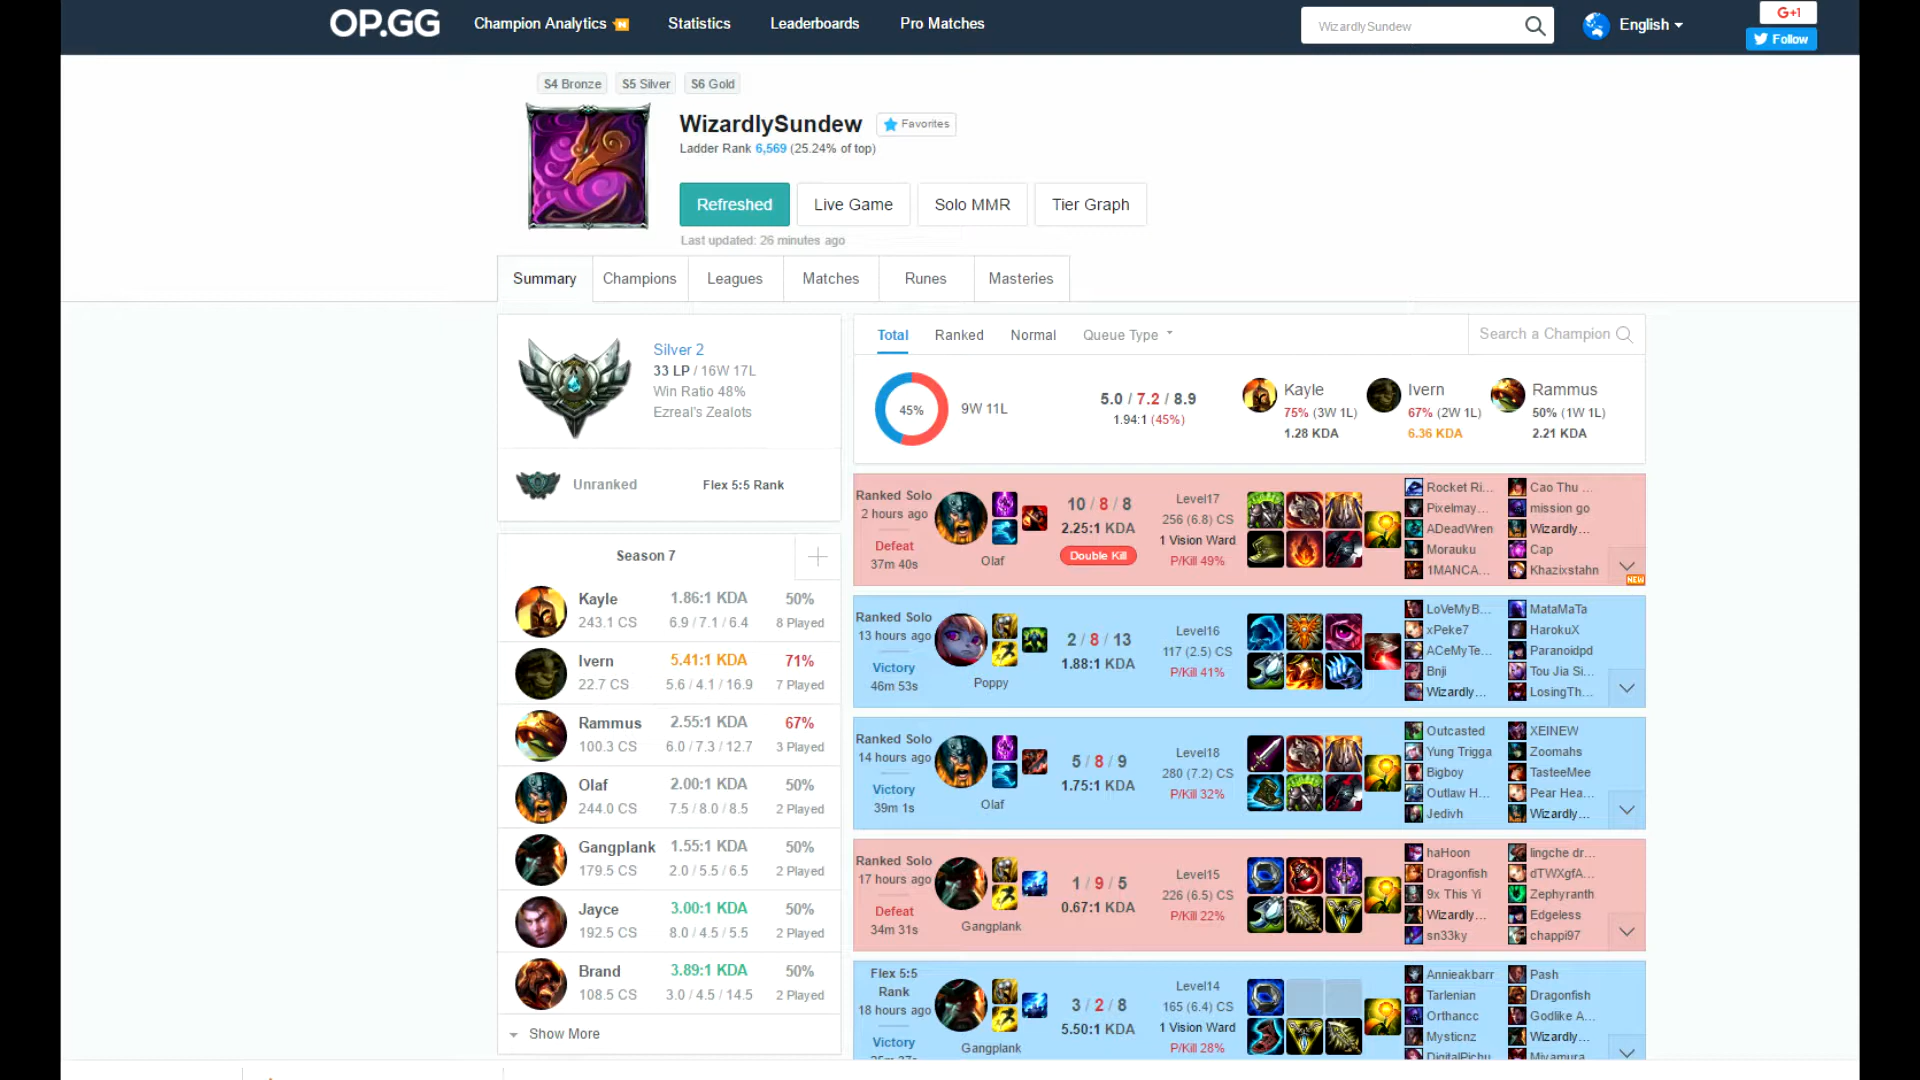 OP.GG
Champion Analytics
Statistics
Leaderboards
Pro Matches
WizardlySundew
English
G+1
Follow
S4 Bronze
S5 Silver
S6 Gold
WizardlySundew
Favorites
Ladder Rank 6,569 (25.24% of top)
Refreshed
Live Game
Solo MMR
Tier Graph
Last updated: 26 minutes ago
Summary
Champions
Leagues
Matches
Runes
Masteries
Silver 2
33 LP / 16W 17L
Win Ratio 48%
Ezreal's Zealots
Unranked
Flex 5:5 Rank
Season 7
Kayle 1.86:1 KDA 50%
243.1 CS 6.9 / 7.1 / 6.4 8 Played
Ivern 5.41:1 KDA 71%
22.7 CS 5.6 / 4.1 / 16.9 7 Played
Rammus 2.55:1 KDA 67%
100.3 CS 6.0 / 7.3 / 12.7 3 Played
Olaf 2.00:1 KDA 50%
244.0 CS 7.5 / 8.0 / 8.5 2 Played
Gangplank 1.55:1 KDA 50%
179.5 CS 2.0 / 5.5 / 6.5 2 Played
Jayce 3.00:1 KDA 50%
192.5 CS 8.0 / 4.5 / 5.5 2 Played
Brand 3.89:1 KDA 50%
108.5 CS 3.0 / 4.5 / 14.5 2 Played
Show More
Total
Ranked
Normal
Queue Type
Search a Champion
45%
9W 11L
5.0 / 7.2 / 8.9
1.94:1 (45%)
Kayle
75% (3W 1L)
1.28 KDA
Ivern
67% (2W 1L)
6.36 KDA
Rammus
50% (1W 1L)
2.21 KDA
Ranked Solo
2 hours ago
Defeat
37m 40s
Olaf
10 / 8 / 8
2.25:1 KDA
Double Kill
Level17
256 (6.8) CS
1 Vision Ward
P/Kill 49%
Rocket Ri...
Pixelmay...
ADeadWren
Morauku
1MANCA...
Cao Thu ...
mission go
Wizardly...
Cap
Khazixstahn
NEW
Ranked Solo
13 hours ago
Victory
46m 53s
Poppy
2 / 8 / 13
1.88:1 KDA
Level16
117 (2.5) CS
P/Kill 41%
LoVeMyB...
xPeke7
ACeMyTe...
Bnji
Wizardly...
MataMaTa
HarokuX
Paranoidpd
Tou Jia Si...
LosingTh...
Ranked Solo
14 hours ago
Victory
39m 1s
Olaf
5 / 8 / 9
1.75:1 KDA
Level18
280 (7.2) CS
P/Kill 32%
Outcasted
Yung Trigga
Bigboy
Outlaw H...
Jedivh
XEINEW
Zoomahs
TasteeMee
Pear Hea...
Wizardly...
Ranked Solo
17 hours ago
Defeat
34m 31s
Gangplank
1 / 9 / 5
0.67:1 KDA
Level15
226 (6.5) CS
P/Kill 22%
haHoon
Dragonfish
9x This Yi
Wizardly...
sn33ky
lingche dr...
dTWXgfA...
Zephyranth
Edgeless
chappi97
Flex 5:5
Rank
18 hours ago
Victory
Gangplank
3 / 2 / 8
5.50:1 KDA
Level14
165 (6.4) CS
1 Vision Ward
P/Kill 28%
Annieakbarr
Tarlenian
Orthancc
Mysticnz
DigitalPichu
Pash
Dragonfish
Godlike A...
Wizardly...
Miyamura